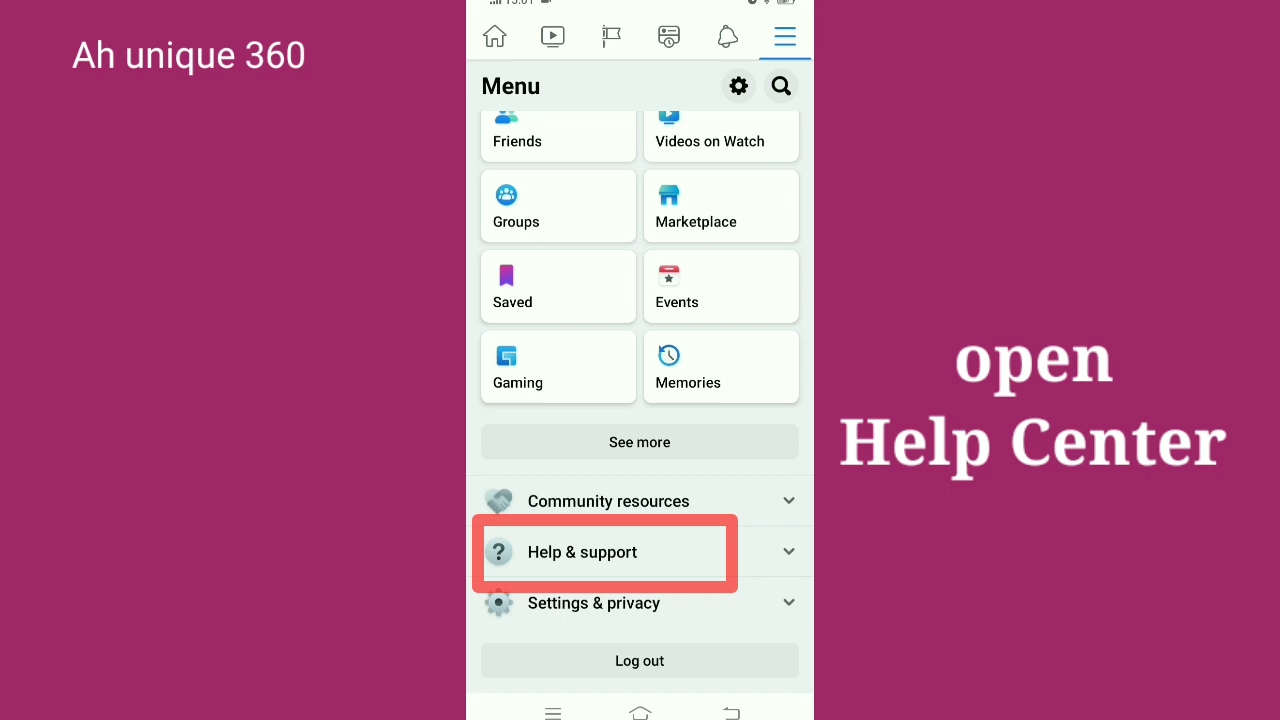 Ah unique 360
Menu
Friends
Videos on Watch
Groups
Marketplace
Saved
Events
Gaming
Memories
See more
Community resources
Help & support
Settings & privacy
Log out
open
Help Center